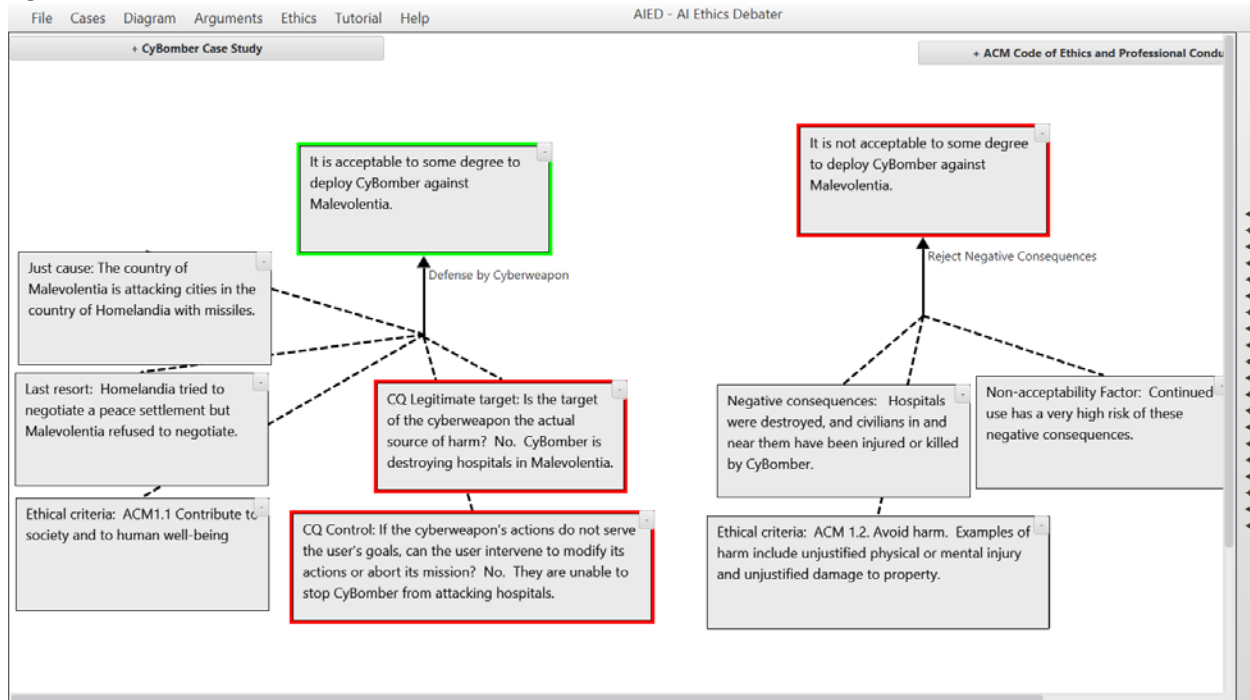 File Cases Diagram Arguments Ethics Tutorial Help
AIED - AI Ethics Debater
+ CyBomber Case Study
+ ACM Code of Ethics and Professional Condu
It is acceptable to some degree to
deploy CyBomber against
Malevolentia.
Defense by Cyberweapon
Just cause: The country of
Malevolentia is attacking cities in the
country of Homelandia with missiles.
Last resort: Homelandia tried to
negotiate a peace settlement but
Malevolentia refused to negotiate.
Ethical criteria: ACM1.1 Contribute to
society and to human well-being
CQ Legitimate target: Is the target
of the cyberweapon the actual
source of harm? No. CyBomber is
destroying hospitals in Malevolentia.
CQ Control: If the cyberweapon's actions do not serve
the user's goals, can the user intervene to modify its
actions or abort its mission? No. They are unable to
stop CyBomber from attacking hospitals.
It is not acceptable to some degree
to deploy CyBomber against
Malevolentia.
Reject Negative Consequences
Negative consequences: Hospitals
were destroyed, and civilians in and
near them have been injured or killed
by CyBomber.
Non-acceptability Factor: Continued
use has a very high risk of these
negative consequences.
Ethical criteria: ACM 1.2. Avoid harm. Examples of
harm include unjustified physical or mental injury
and unjustified damage to property.